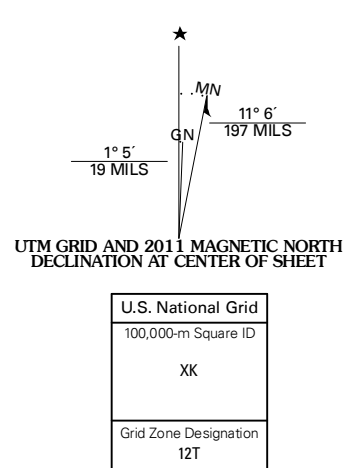 ★
MN
GN
11° 6´
197 MILS
1° 5´
19 MILS
UTM GRID AND 2011 MAGNETIC NORTH
DECLINATION AT CENTER OF SHEET
U.S. National Grid
100,000-m Square ID
XK
Grid Zone Designation
12T